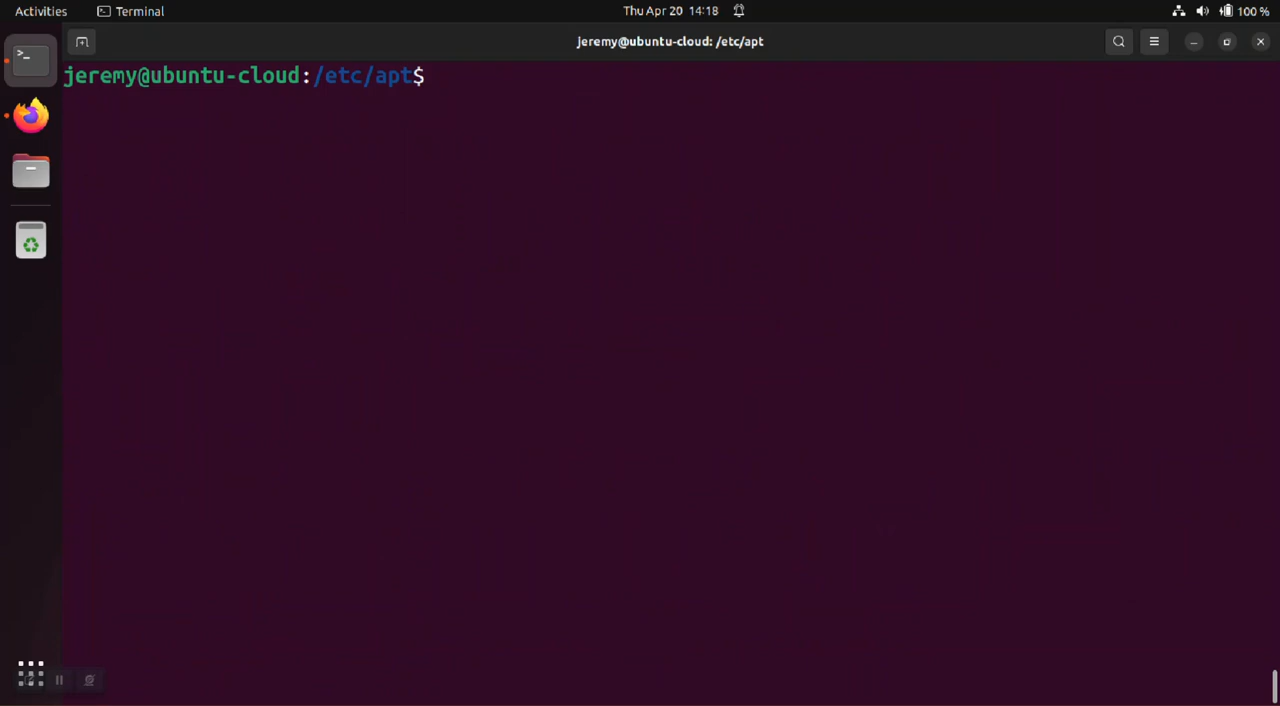 Activities Terminal Thu Apr 20 14:18 100 %
jeremy@ubuntu-cloud: /etc/apt
jeremy@ubuntu-cloud:/etc/apt$